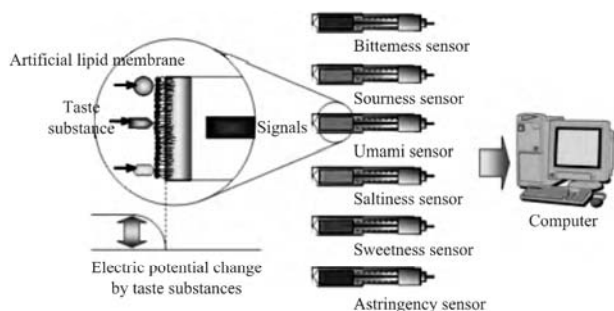 Artificial lipid membrane
Taste
substance
Signals
Electric potential change
by taste substances
Bitterness sensor
Sourness sensor
Umami sensor
Saltiness sensor
Sweetness sensor
Astringency sensor
Computer